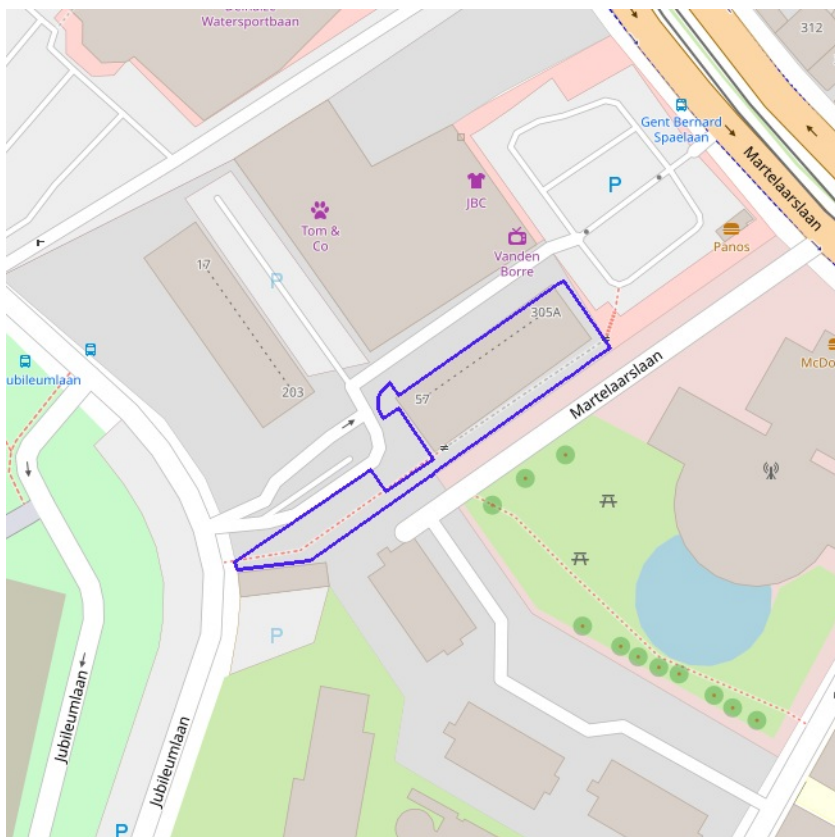 Watersportbaan
312
Gent Bernard
Spaelaan
Martelaarslaan
P
JBC
Tom &
Co
Panos
Vanden
Borre
17
P
305A
Jubileumlaan
203
57
Martelaarslaan
McDo
P
Jubileumlaan
Jubileumlaan
P